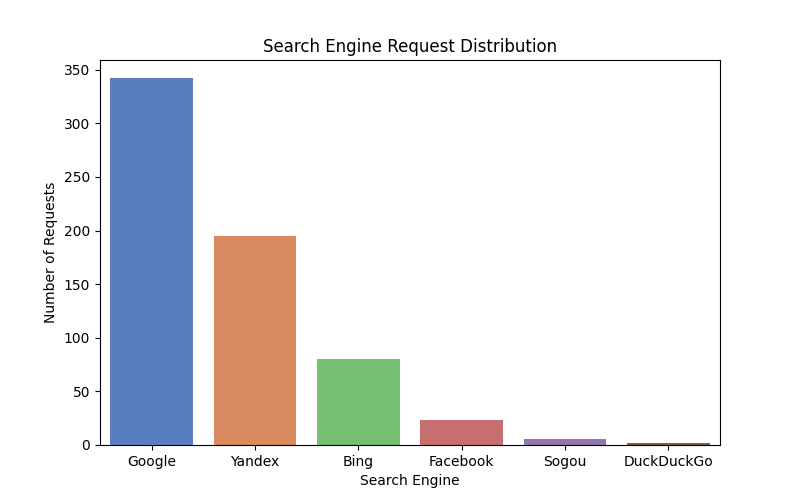 Search Engine Request Distribution
Number of Requests
350
300
250
200
150
100
50
0
Google Yandex Bing Facebook Sogou DuckDuckGo
Search Engine